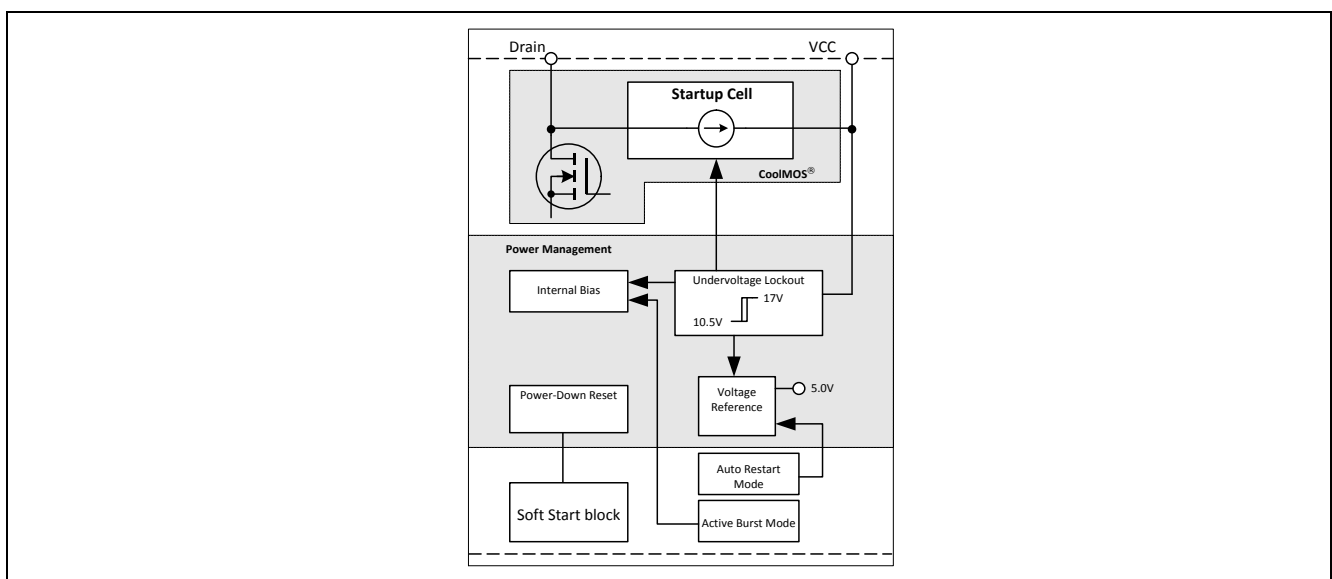 Drain
VCC
Startup Cell
CoolMOS®
Power Management
Internal Bias
Undervoltage Lockout
17V
10.5V
Power-Down Reset
Voltage
Reference
5.0V
Auto Restart
Mode
Soft Start block
Active Burst Mode